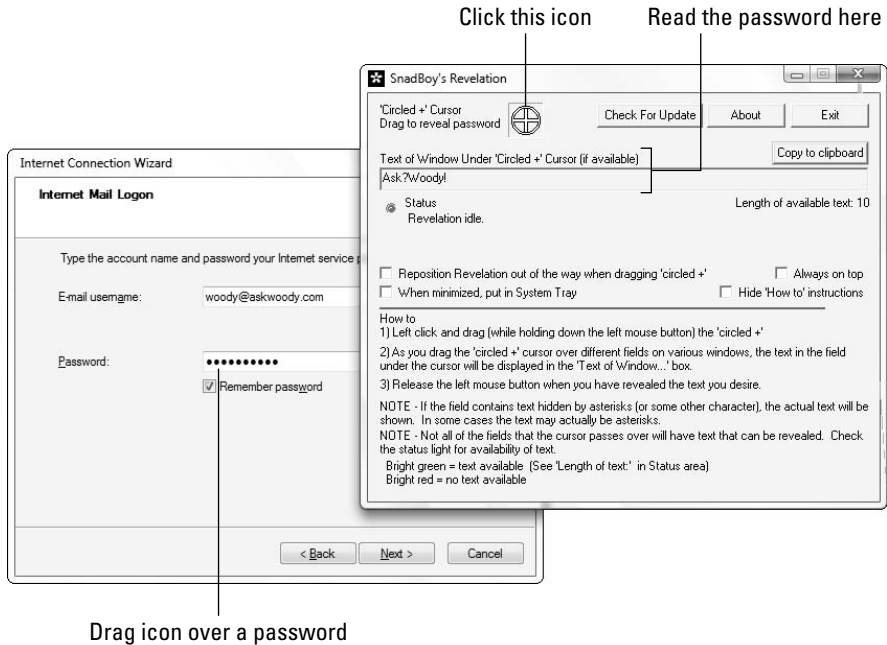 Click this icon
Read the password here
SnadBoy's Revelation
'Circled +' Cursor
Drag to reveal password
Check For Update
About
Exit
Copy to clipboard
Text of Window Under 'Circled +' Cursor (if available)
Ask?Woody!
Status
Length of available text: 10
Revelation idle.
Reposition Revelation out of the way when dragging 'circled +'
Always on top
When minimized, put in System Tray
Hide 'How to' instructions
How to
1) Left click and drag (while holding down the left mouse button) the 'circled +'
2) As you drag the 'circled +' cursor over different fields on various windows, the text in the field
under the cursor will be displayed in the 'Text of Window...' box.
3) Release the left mouse button when you have revealed the text you desire.
NOTE - If the field contains text hidden by asterisks (or some other character), the actual text will be
shown. In some cases the text may actually be asterisks.
NOTE - Not all of the fields that the cursor passes over will have text that can be revealed. Check
the status light for availability of text.
Bright green = text available (See 'Length of text:' in Status area)
Bright red = no text available
Internet Connection Wizard
Internet Mail Logon
Type the account name and password your Internet service
E-mail username:
woody@askwoody.com
Password:
••••••••••
Remember password
< Back
Next >
Cancel
Drag icon over a password